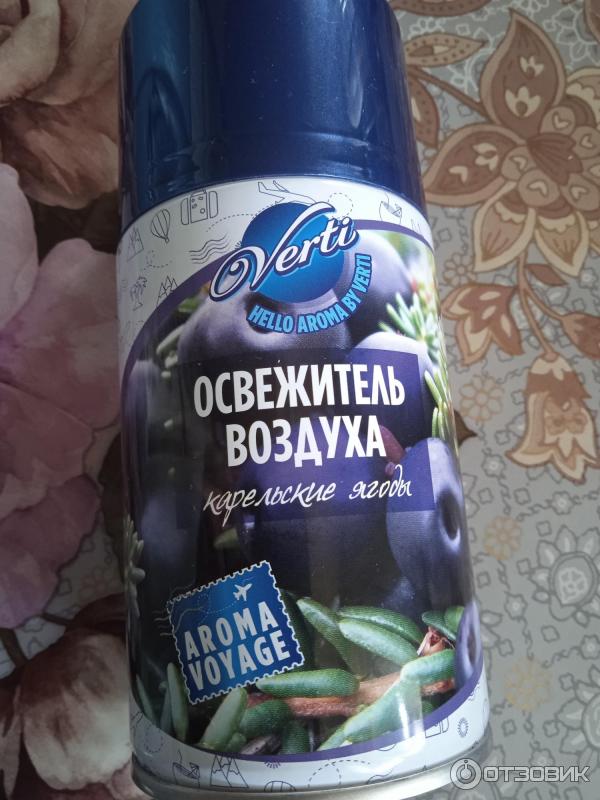 Verti
HELLO AROMA BY VERTI
ОСВЕЖИТЕЛЬ
ВОЗДУХА
карельские ягоды
AROMA
VOYAGE
ОТЗОВИК